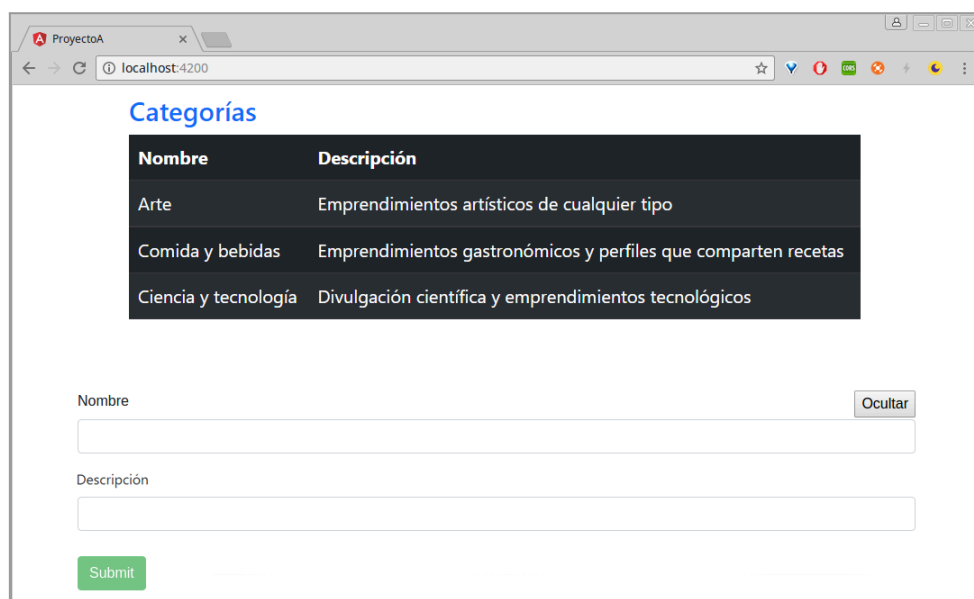 ProyectoA
localhost:4200
CORS
Categorías
Nombre Descripción
Arte Emprendimientos artísticos de cualquier tipo
Comida y bebidas Emprendimientos gastronómicos y perfiles que comparten recetas
Ciencia y tecnología Divulgación científica y emprendimientos tecnológicos
Nombre Ocultar
Descripción
Submit